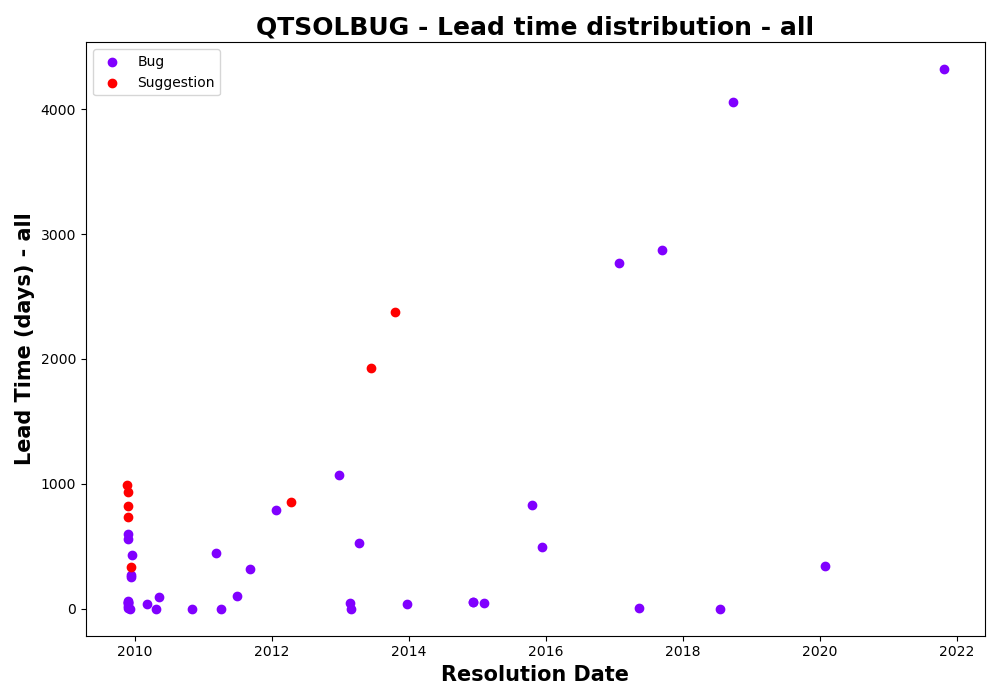 QTSOLBUG - Lead time distribution - all
Bug
Suggestion
Lead Time (days) - all
4000
3000
2000
1000
0
2010 2012 2014 2016 2018 2020 2022
Resolution Date